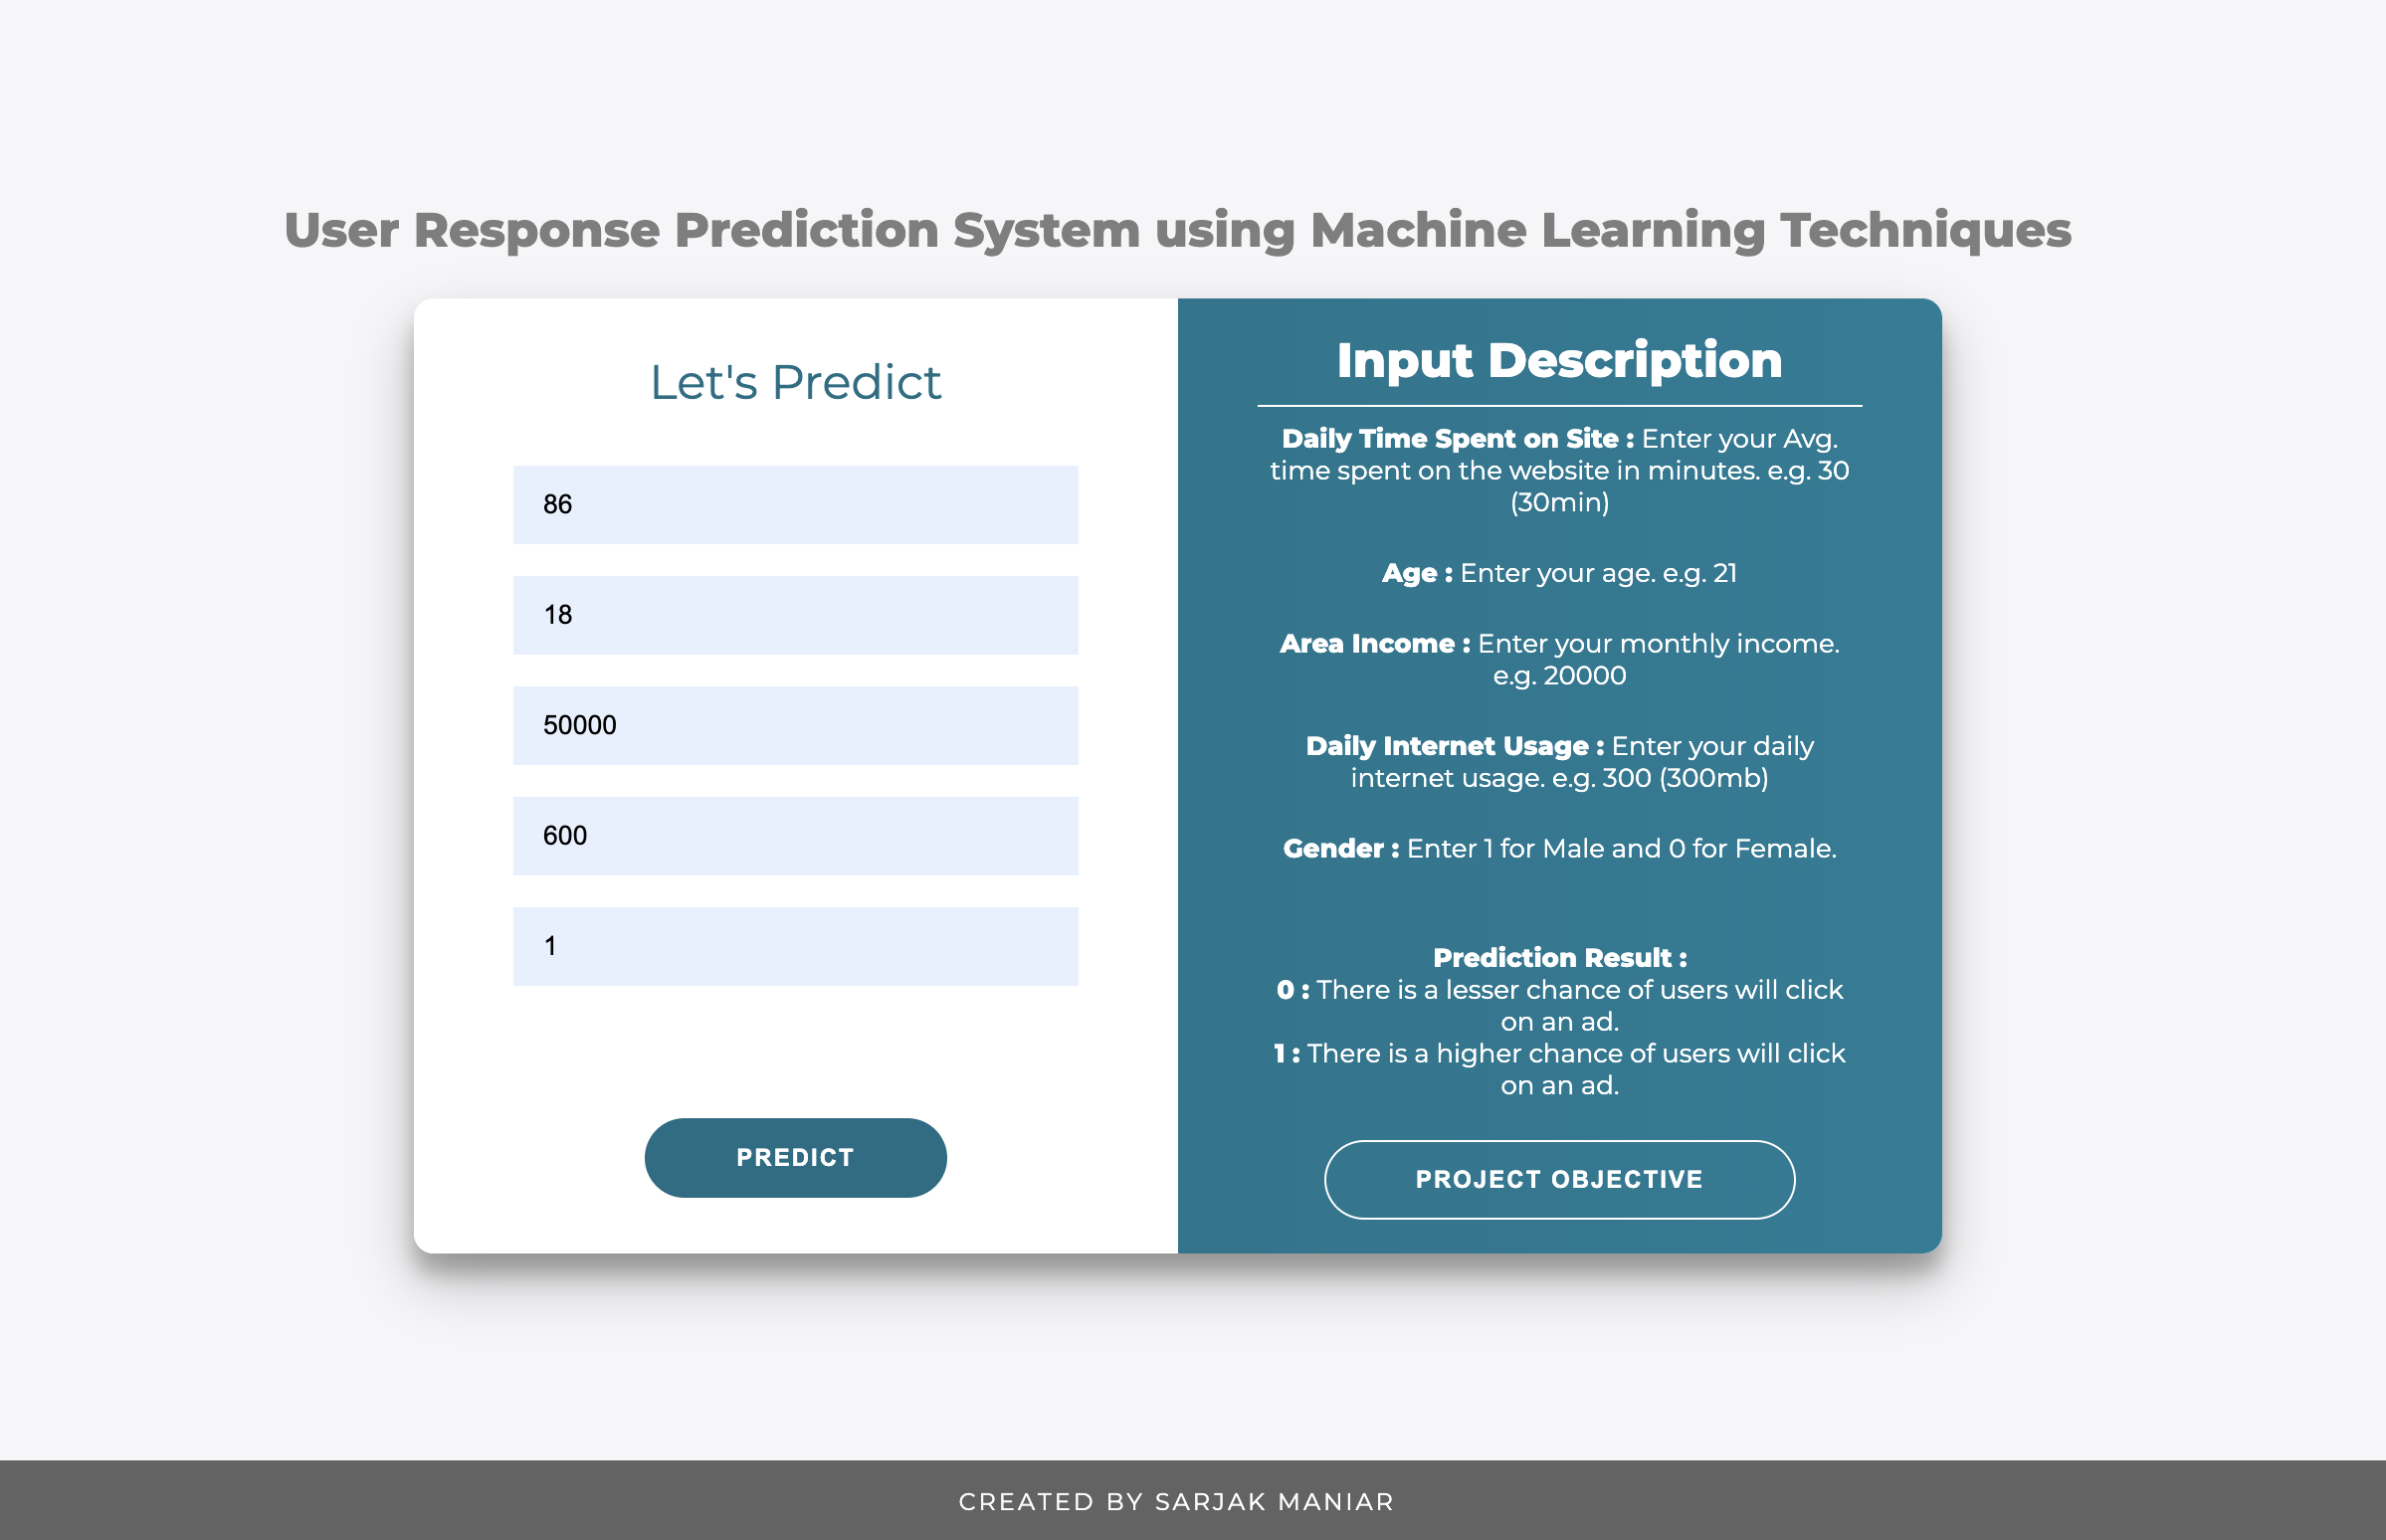 User Response Prediction System using Machine Learning Techniques
Let's Predict
86
18
50000
600
1
PREDICT
Input Description
Daily Time Spent on Site : Enter your Avg.
time spent on the website in minutes. e.g. 30
(30min)
Age : Enter your age. e.g. 21
Area Income : Enter your monthly income.
e.g. 20000
Daily Internet Usage : Enter your daily
internet usage. e.g. 300 (300mb)
Gender : Enter 1 for Male and 0 for Female.
Prediction Result :
0 : There is a lesser chance of users will click
on an ad.
1 : There is a higher chance of users will click
on an ad.
PROJECT OBJECTIVE
CREATED BY SARJAK MANIAR